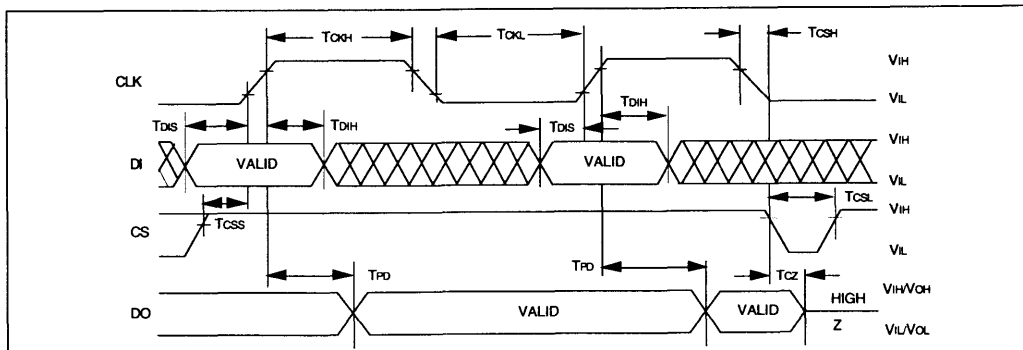 TCKH
TCKL
TCSH
CLK
VIH
VIL
TDIS
TDIH
TDIS
TDIH
DI
VALID
VALID
VIH
VIL
TCSS
TCSL
CS
VIH
VIL
TPD
TPD
TCZ
DO
VALID
VALID
HIGH
Z
VIH/VOH
VIL/VOL